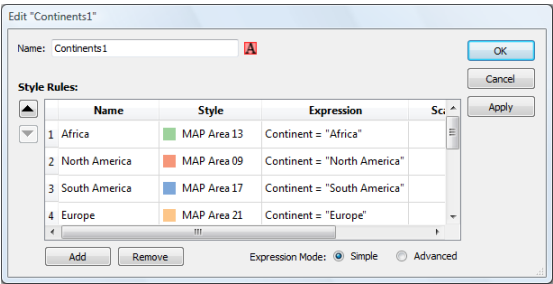 Edit "Continents1"
Name: Continents1 A
OK
Cancel
Apply
Style Rules:
Name Style Expression
1 Africa MAP Area 13 Continent = "Africa"
2 North America MAP Area 09 Continent = "North America"
3 South America MAP Area 17 Continent = "South America"
4 Europe MAP Area 21 Continent = "Europe"
Add Remove Expression Mode: Simple Advanced